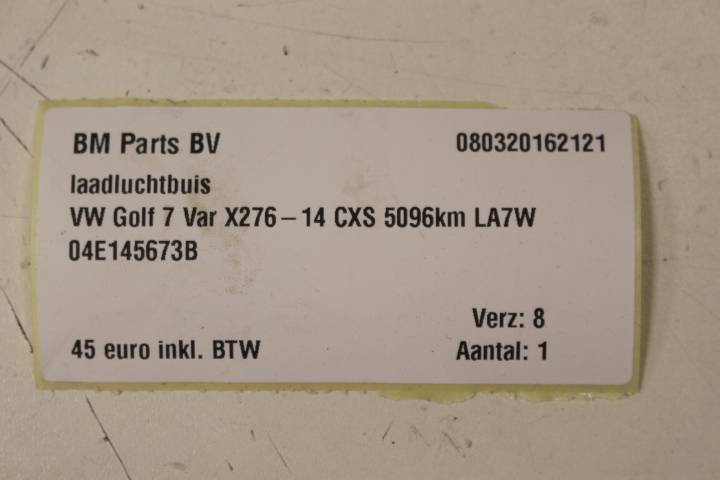 BM Parts BV 080320162121
laadluchtbuis
VW Golf 7 Var X276-14 CXS 5096km LA7W
04E145673B
Verz: 8
45 euro inkl. BTW Aantal: 1